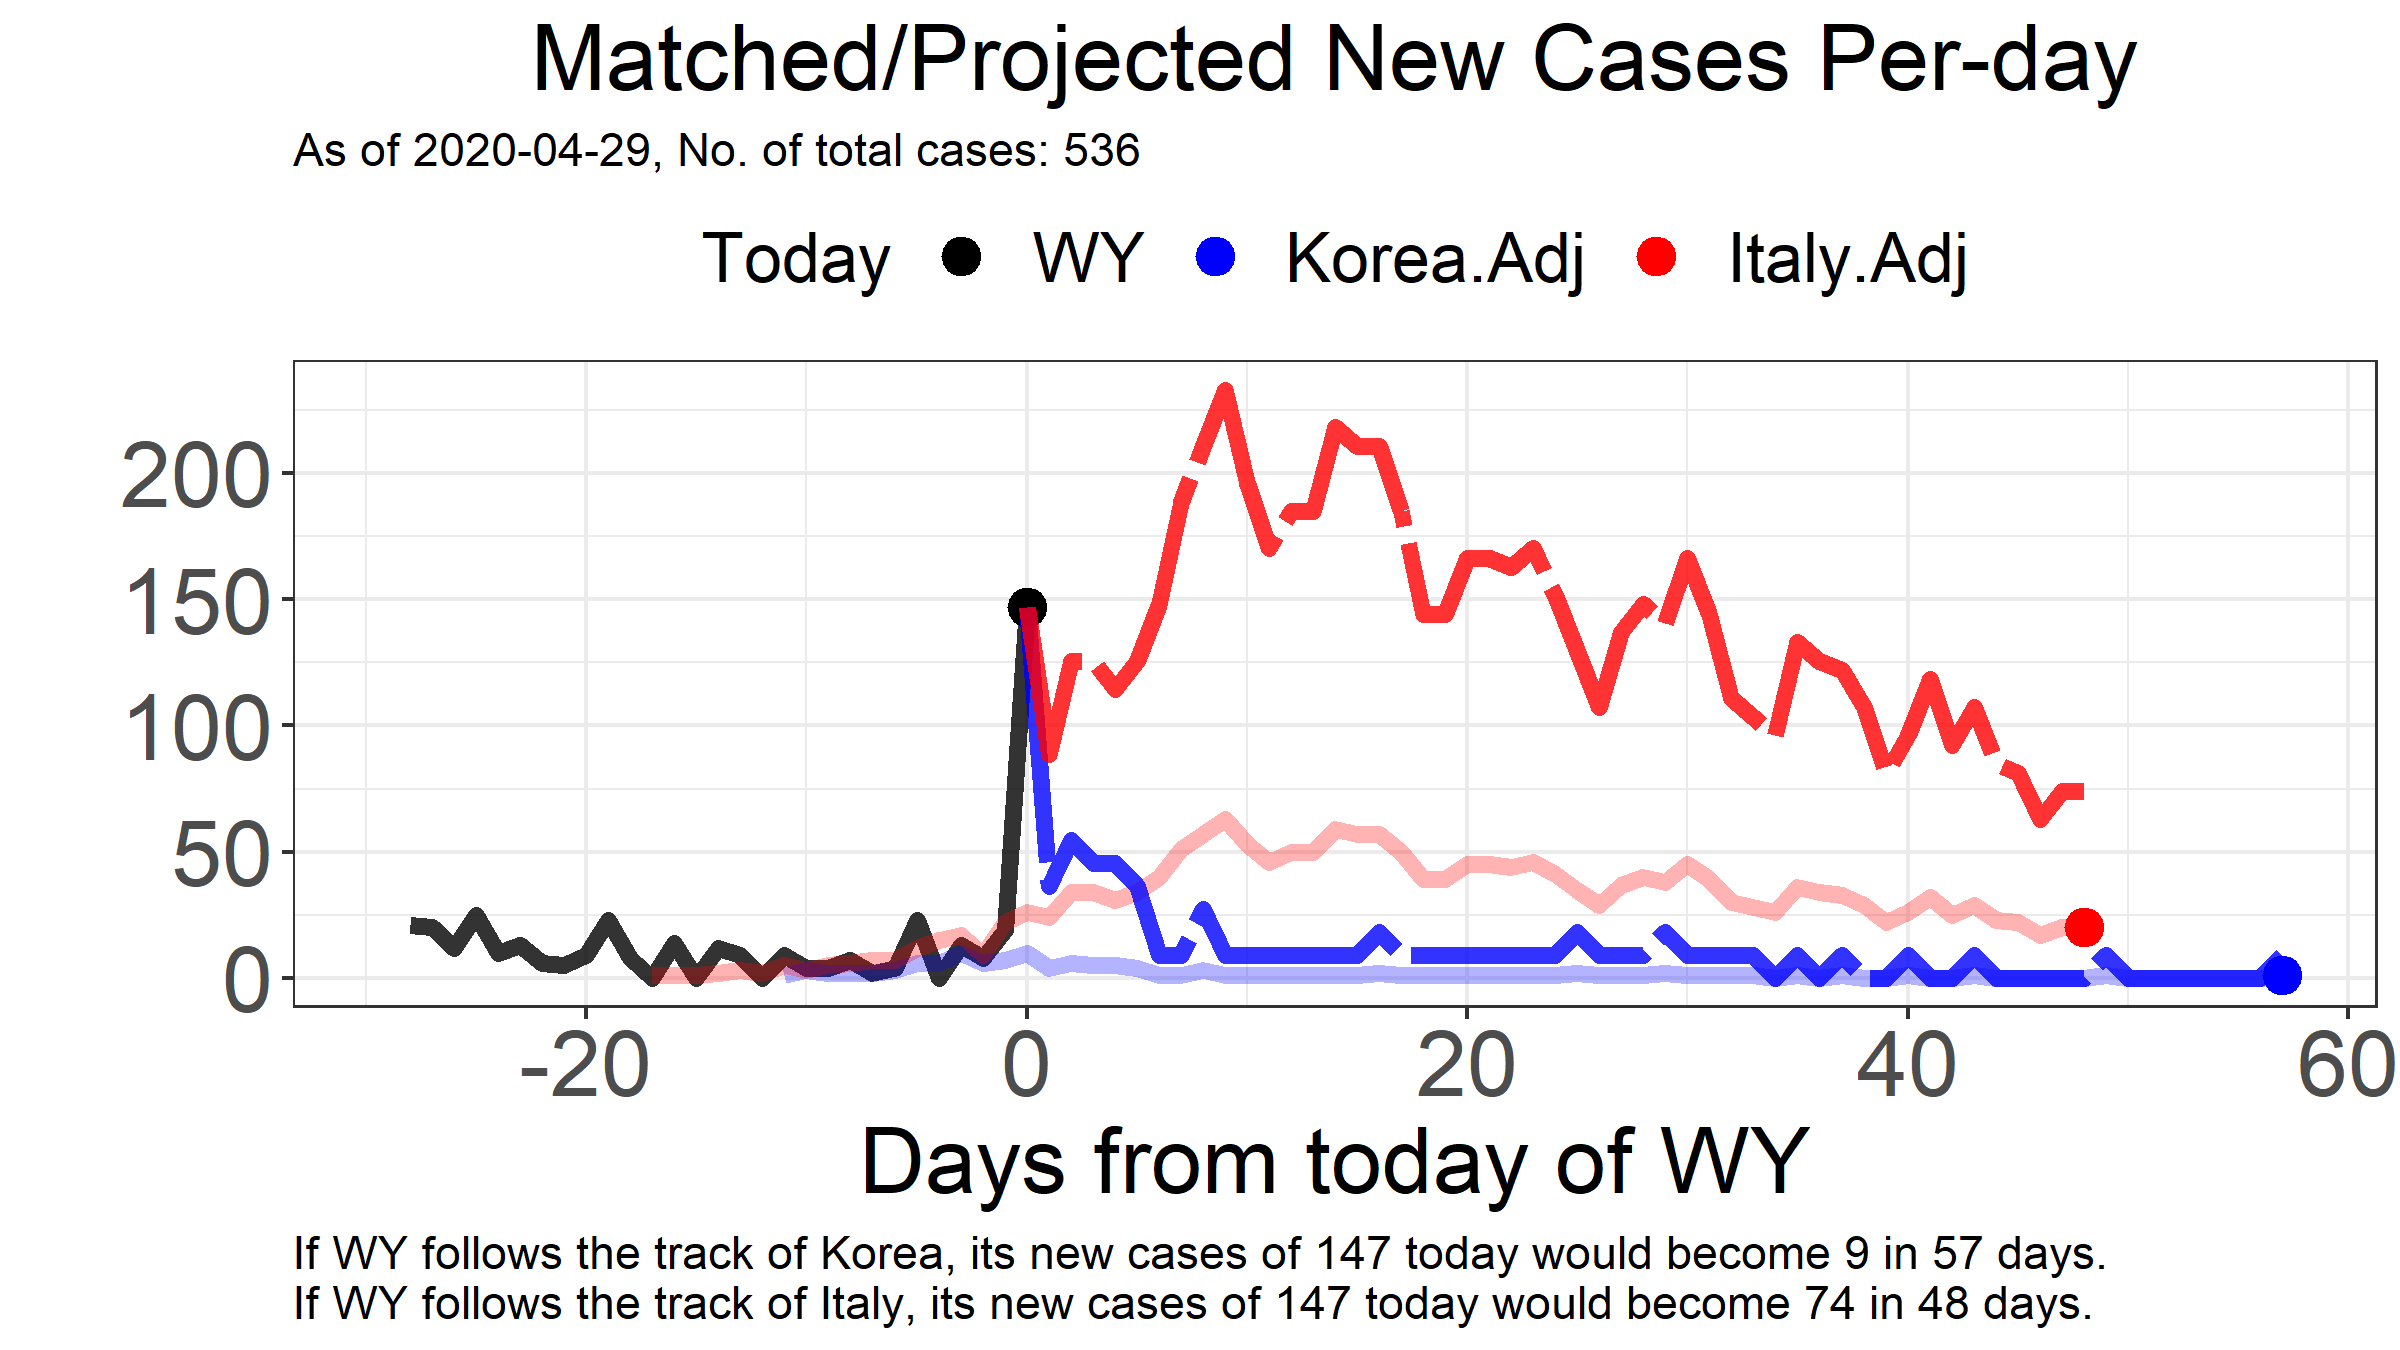 Matched/Projected New Cases Per-day
As of 2020-04-29, No. of total cases: 536
Today WY Korea.Adj Italy.Adj
200
150
100
50
0
-20 0 20 40 60
Days from today of WY
If WY follows the track of Korea, its new cases of 147 today would become 9 in 57 days.
If WY follows the track of Italy, its new cases of 147 today would become 74 in 48 days.